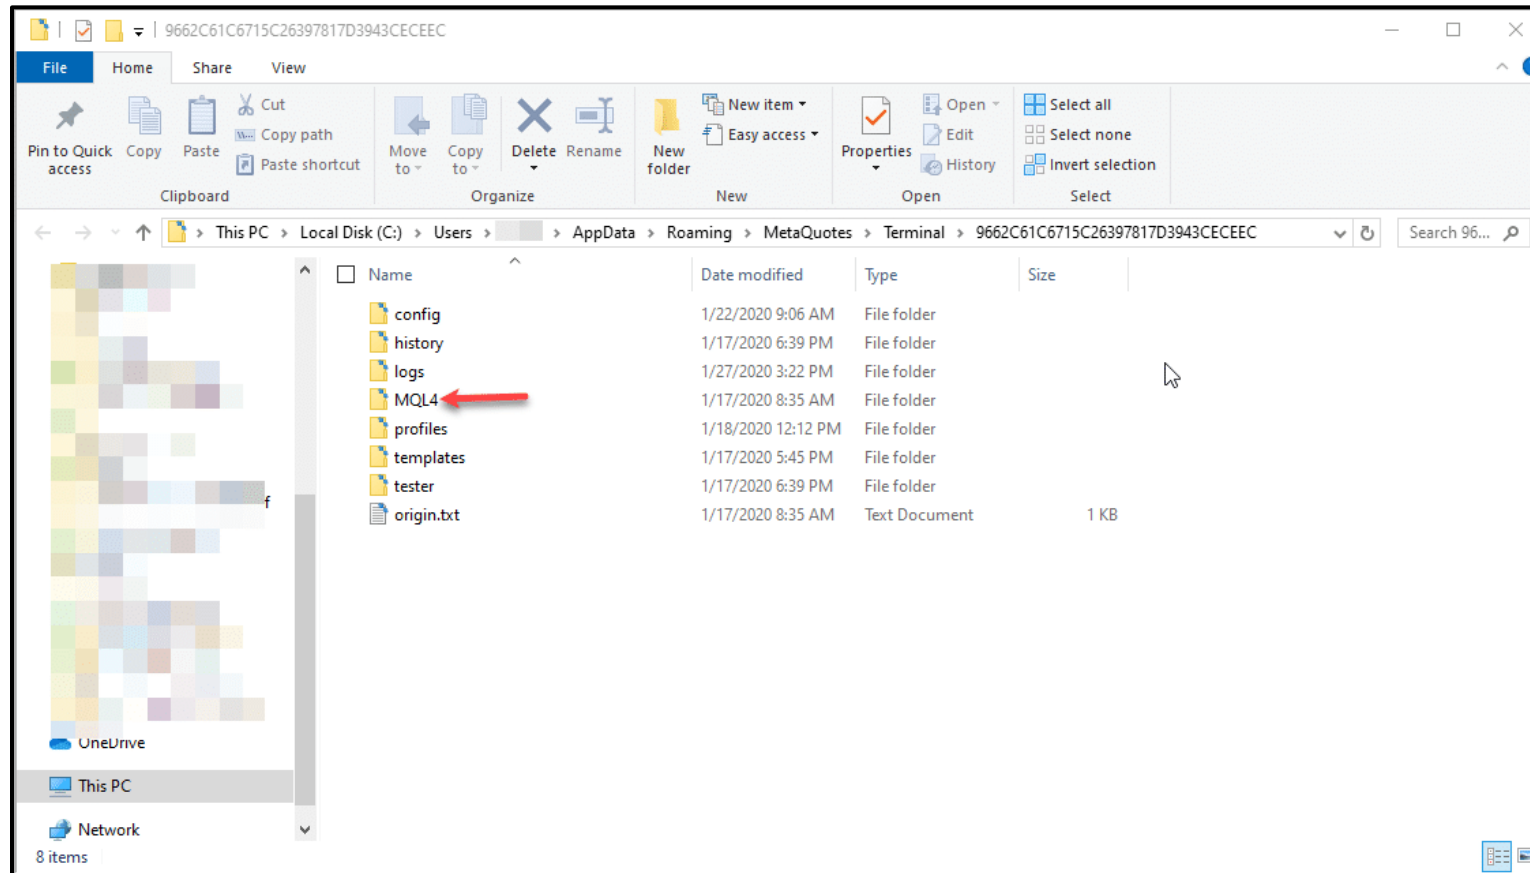 9662C61C6715C26397817D3943CECEEC
File Home Share View
Pin to Quick access
Copy
Paste
Cut
Copy path
Paste shortcut
Clipboard
Move to
Copy to
Delete
Rename
Organize
New folder
New item
Easy access
New
Properties
Open
Edit
History
Open
Select all
Select none
Invert selection
Select
This PC > Local Disk (C:) > Users > > AppData > Roaming > MetaQuotes > Terminal > 9662C61C6715C26397817D3943CECEEC
Search 96...
Name Date modified Type Size
config 1/22/2020 9:06 AM File folder
history 1/17/2020 6:39 PM File folder
logs 1/27/2020 3:22 PM File folder
MQL4 1/17/2020 8:35 AM File folder
profiles 1/18/2020 12:12 PM File folder
templates 1/17/2020 5:45 PM File folder
tester 1/17/2020 6:39 PM File folder
origin.txt 1/17/2020 8:35 AM Text Document 1 KB
f
OneDrive
This PC
Network
8 items